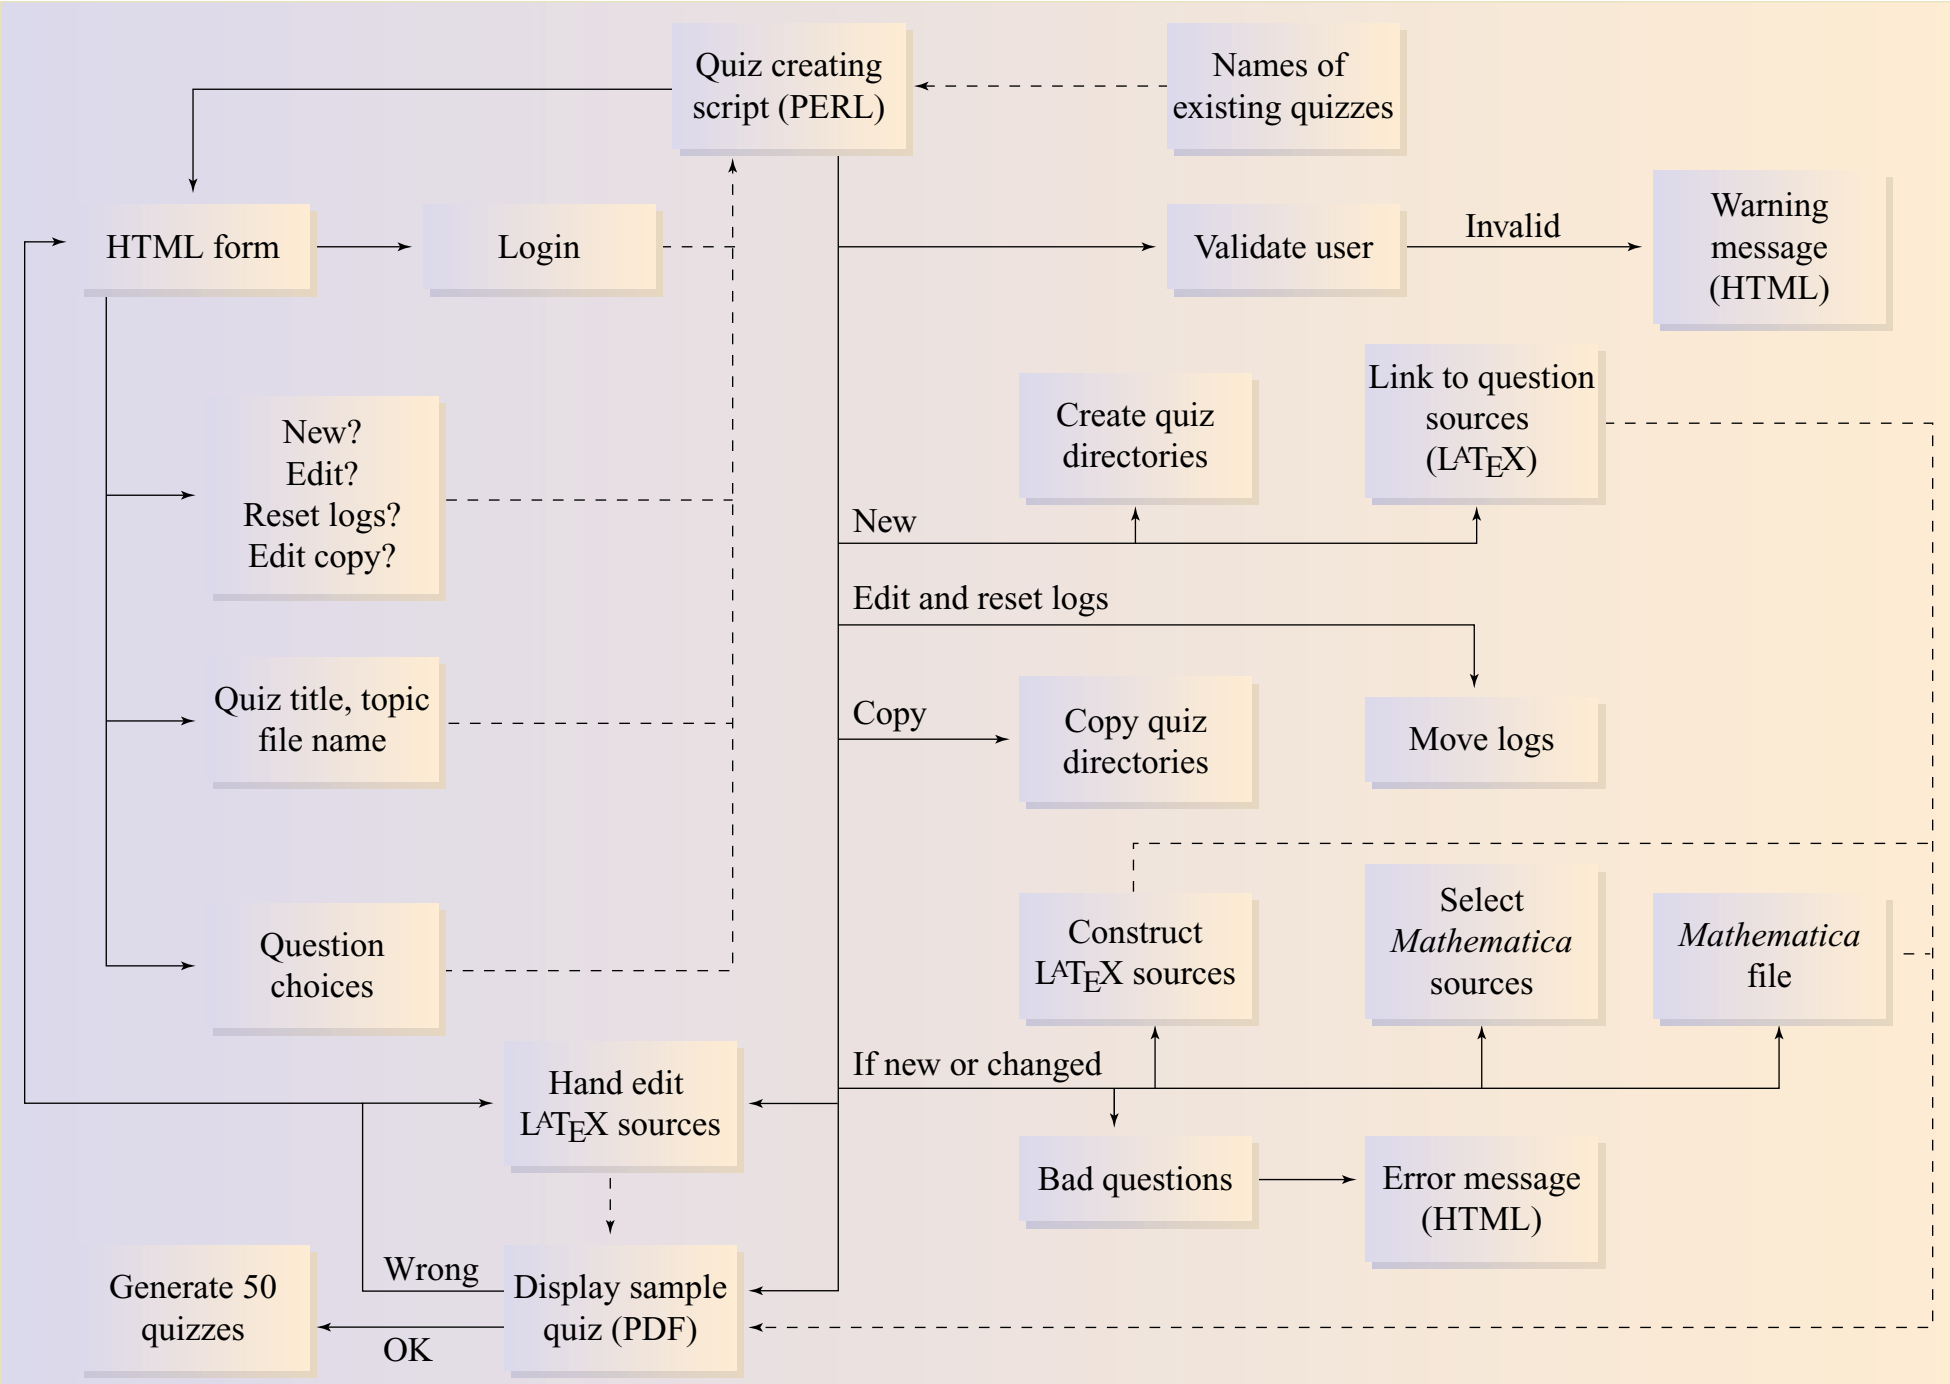 Quiz creating
script (PERL)
Names of
existing quizzes
HTML form
Login
Validate user
Invalid
Warning
message
(HTML)
New?
Edit?
Reset logs?
Edit copy?
Create quiz
directories
Link to question
sources
(LATEX)
New
Edit and reset logs
Quiz title, topic
file name
Copy
Copy quiz
directories
Move logs
Question
choices
Construct
LATEX sources
Select
Mathematica
sources
Mathematica
file
If new or changed
Hand edit
LATEX sources
Bad questions
Error message
(HTML)
Generate 50
quizzes
Wrong
OK
Display sample
quiz (PDF)